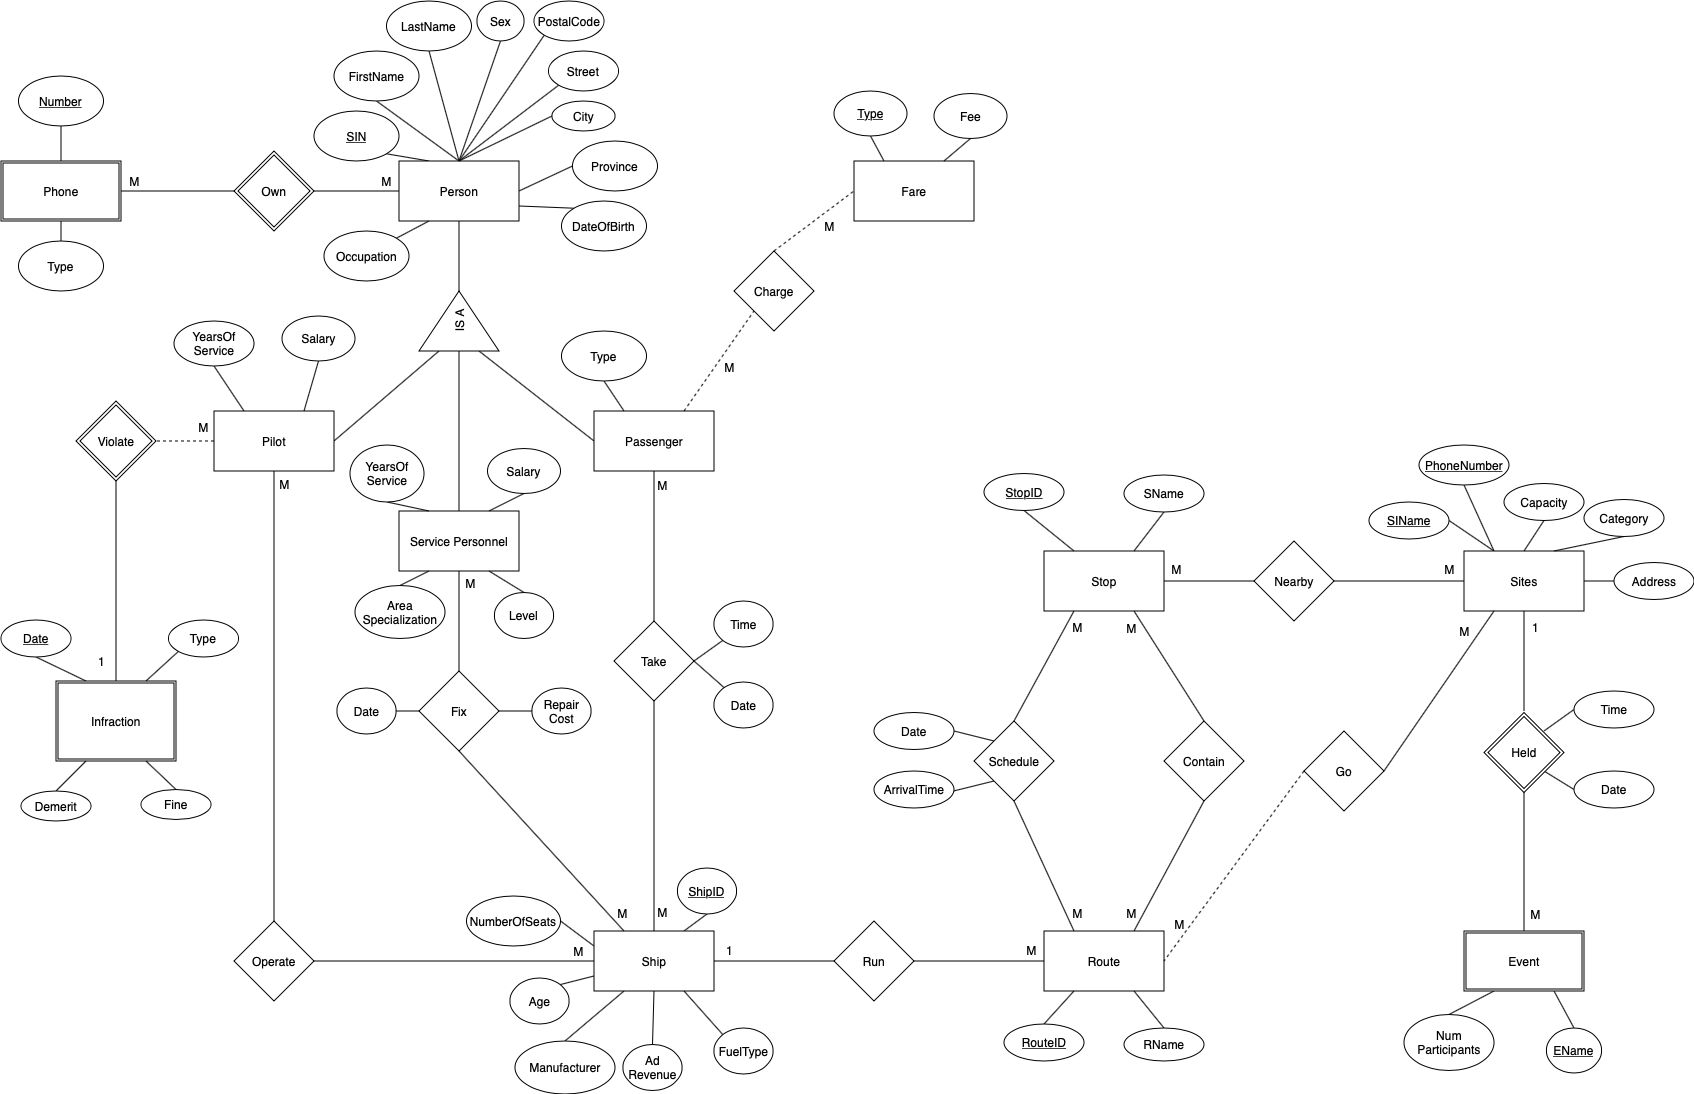 LastName
Sex
PostalCode
FirstName
Street
Number
SIN
City
Type
Fee
Phone
M
Own
M
Person
Province
Fare
DateOfBirth
M
Type
Occupation
Charge
IS A
YearsOf
Service
Salary
Type
M
Violate
M
Pilot
Passenger
M
YearsOf
Service
Salary
M
PhoneNumber
StopID
SName
SIName
Capacity
Category
Service Personnel
Stop
M
Nearby
M
Sites
Address
M
Area
Specialization
Level
Date
Type
Time
M
M
M
1
1
Take
Infraction
Date
Fix
Repair
Cost
Date
Date
Time
Schedule
Contain
Go
Held
ArrivalTime
Date
Demerit
Fine
ShipID
NumberOfSeats
M
M
M
M
M
M
Operate
M
Ship
1
Run
M
Route
Event
Age
Manufacturer
Ad
Revenue
FuelType
RouteID
RName
Num
Participants
EName